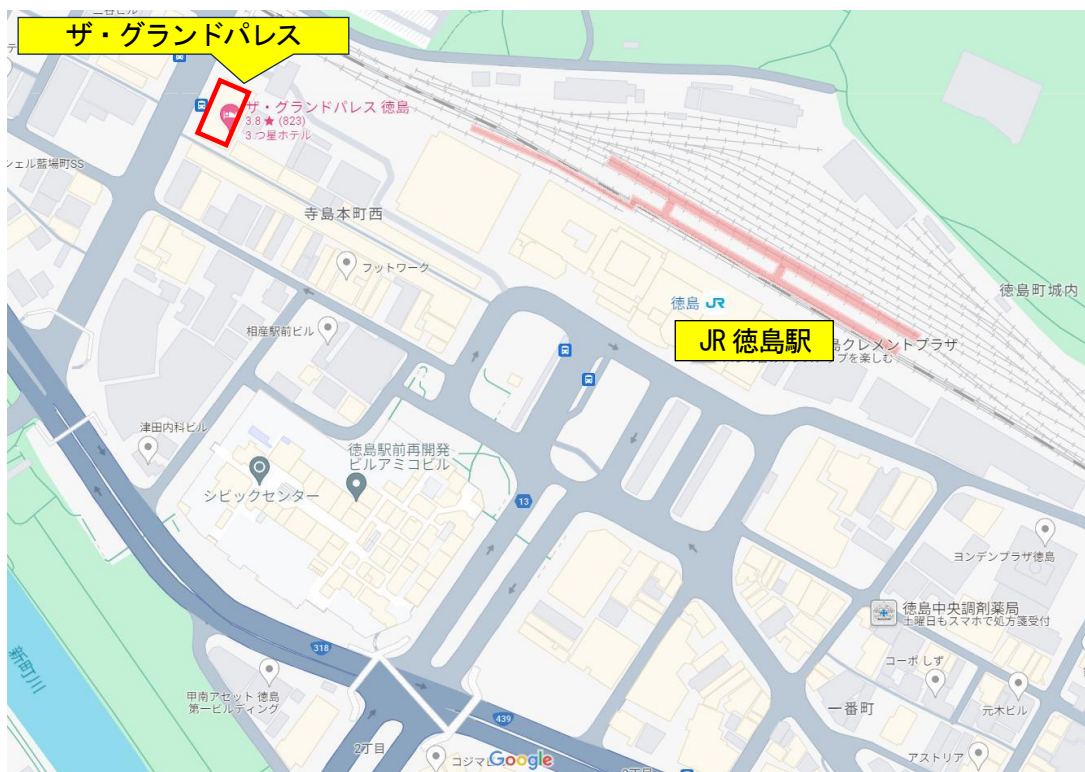 ザ・グランドパレス
ザ・グランドパレス 徳島
3.8 ★ (823)
3 つ星ホテル
シェル藍場町SS
寺島本町西
フットワーク
徳島町城内
徳島 JR
JR 徳島駅
島クレメントプラザ
プを楽しむ
相産駅前ビル
津田内科ビル
徳島駅前再開発
ビルアミコビル
シビックセンター
13
ヨンデンプラザ徳島
徳島中央調剤薬局
土曜日もスマホで処方箋受付
コーポ しず
元木ビル
一番町
アストリア
318
新町川
甲南アセット 徳島
第一ビルディング
439
2丁目
コジマ
Google